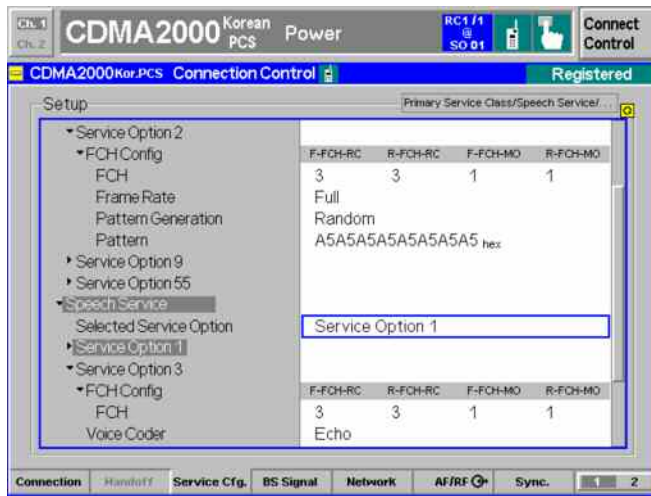 Ch. 1
Ch. 2
CDMA2000 Korean PCS Power
RC1 /1
@
SO 01
Connect Control
CDMA2000Kor.PCS Connection Control Registered
Setup
Primary Service Class/Speech Service/. . .
Service Option 2
FCH Config F-FCH-RC R-FCH-RC F-FCH-MO R-FCH-MO
FCH 3 3 1 1
Frame Rate Full
Pattern Generation Random
Pattern A5A5A5A5A5A5A5A5 hex
Service Option 9
Service Option 55
Speech Service
Selected Service Option Service Option 1
Service Option 1
Service Option 3
FCH Config F-FCH-RC R-FCH-RC F-FCH-MO R-FCH-MO
FCH 3 3 1 1
Voice Coder Echo
Connection Handoff Service Cfg. BS Signal Network AF/RF Sync. 1 2